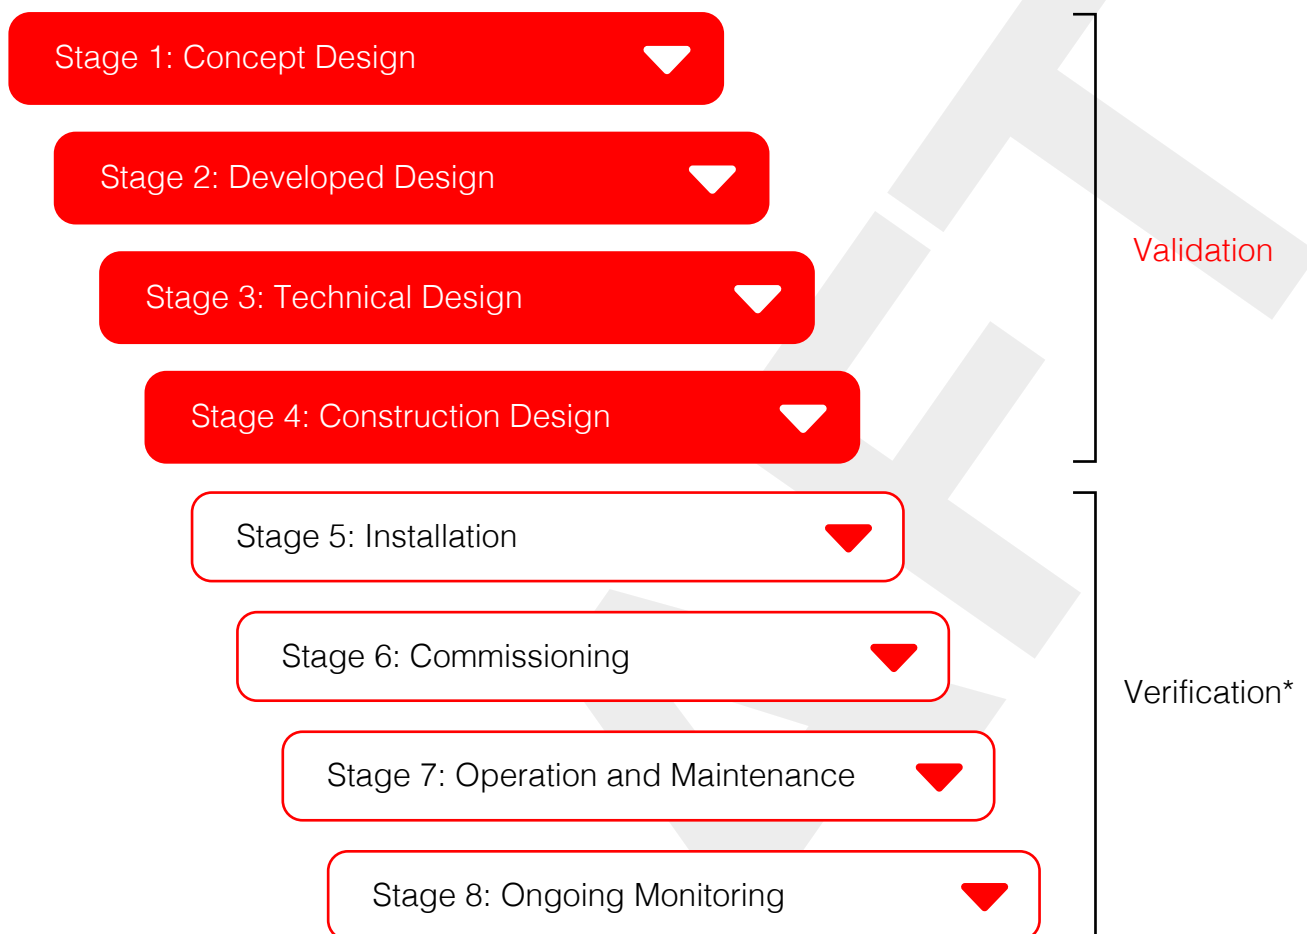 Stage 1: Concept Design
Stage 2: Developed Design
Validation
Stage 3: Technical Design
Stage 4: Construction Design
Stage 5: Installation
Stage 6: Commissioning
Verification*
Stage 7: Operation and Maintenance
Stage 8: Ongoing Monitoring